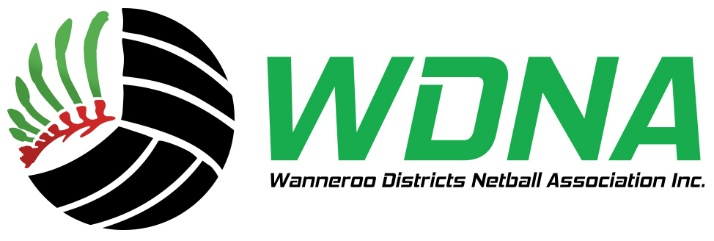 WDNA
Wanneroo Districts Netball Association Inc.